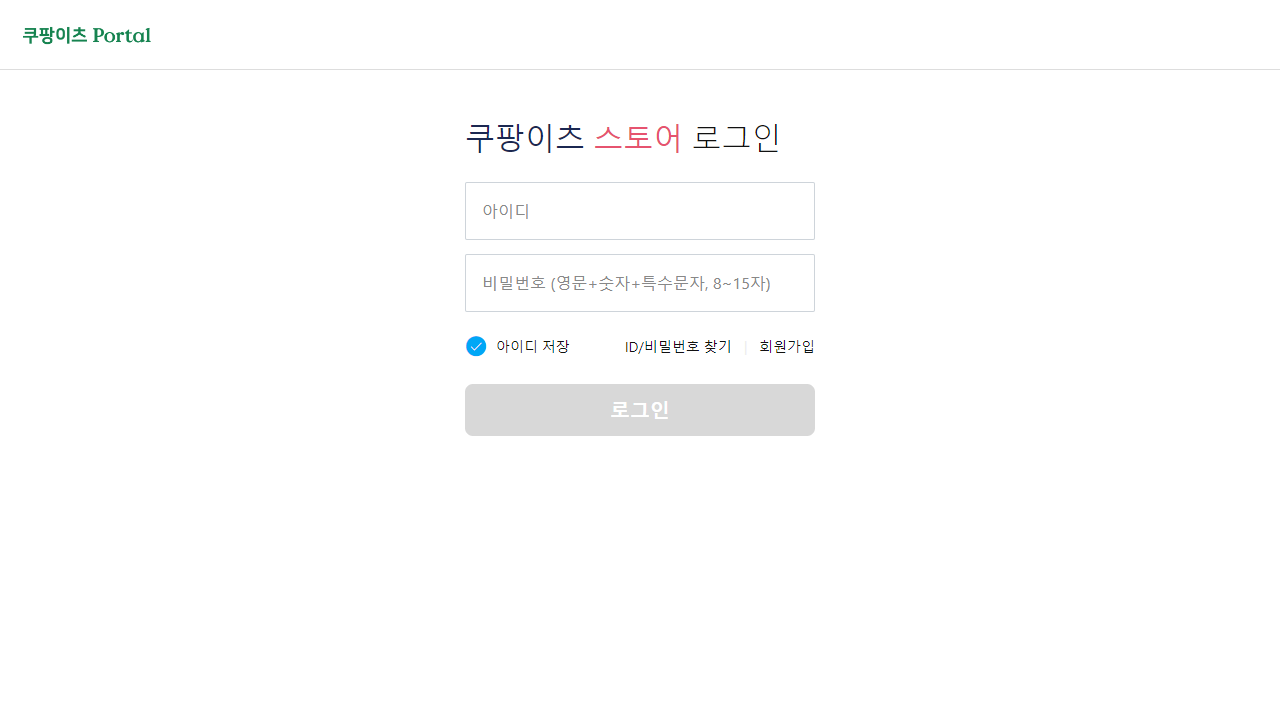 쿠팡이츠 Portal
쿠팡이츠 스토어 로그인
아이디
비밀번호 (영문+숫자+특수문자, 8~15자)
아이디 저장 ID/비밀번호 찾기 | 회원가입
로그인